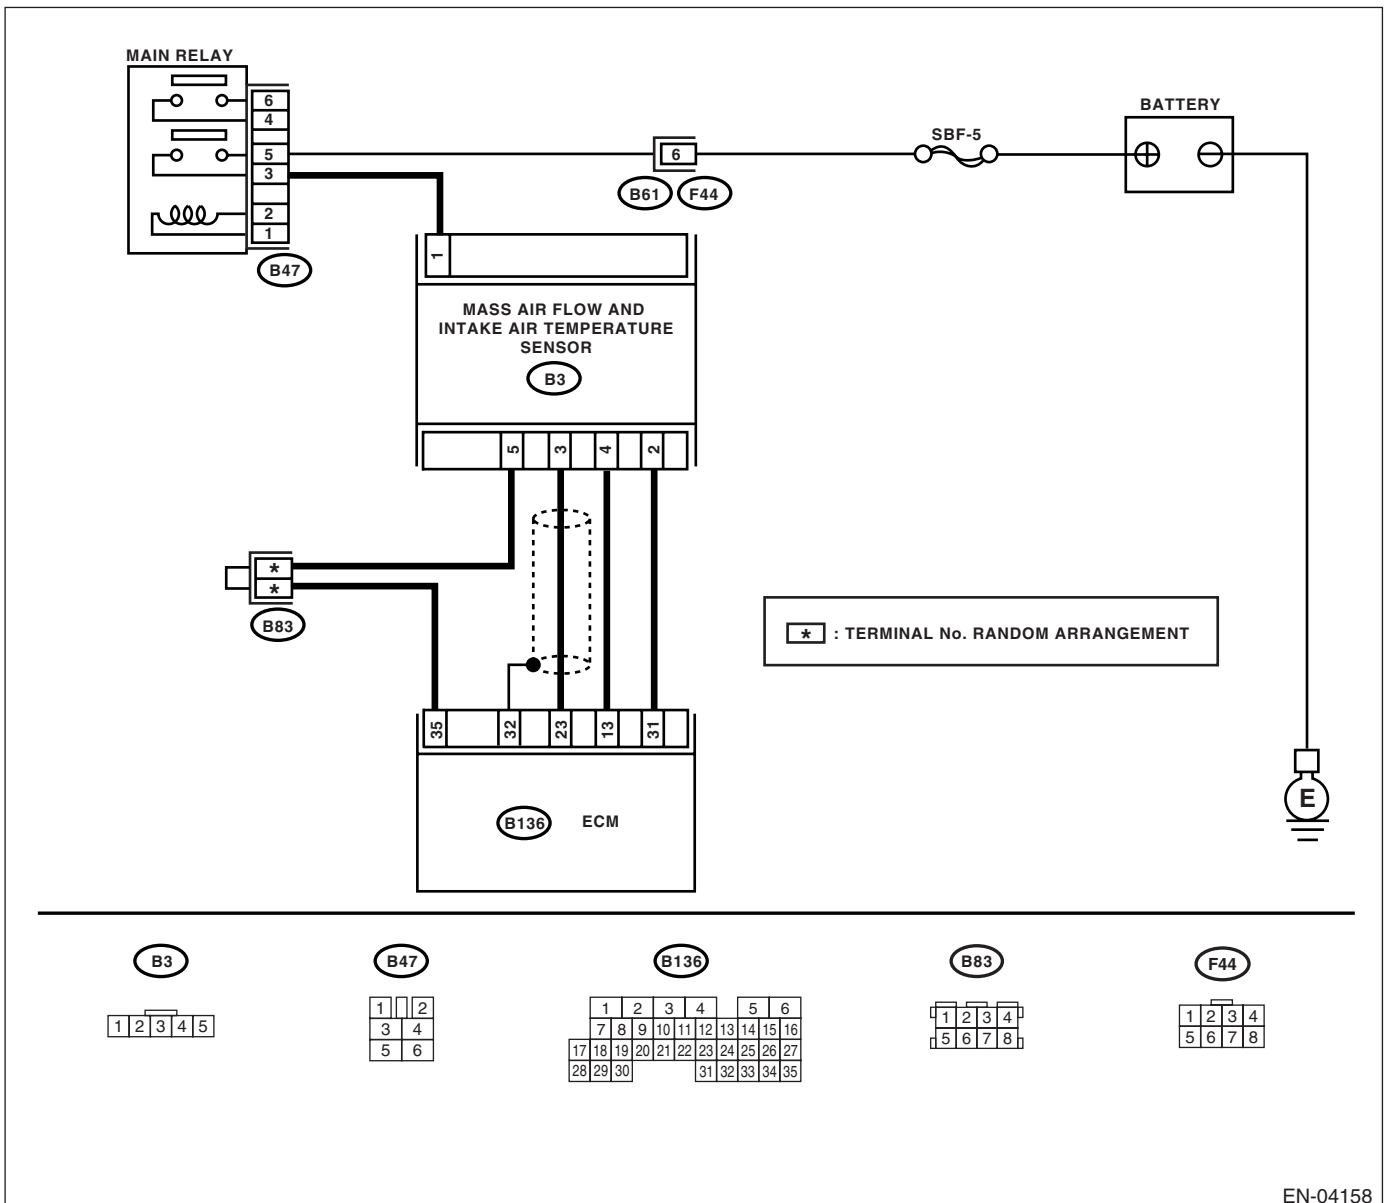 MAIN RELAY
6
4
5
3
2
1
B47
6
B61 F44
SBF-5
BATTERY
1
MASS AIR FLOW AND
INTAKE AIR TEMPERATURE
SENSOR
B3
5 3 4 2
*
*
B83
* : TERMINAL No. RANDOM ARRANGEMENT
35 32 23 13 31
B136 ECM
E
B3
1 2 3 4 5
B47
1 2
3 4
5 6
B136
1 2 3 4 5 6
7 8 9 10 11 12 13 14 15 16
17 18 19 20 21 22 23 24 25 26 27
28 29 30 31 32 33 34 35
B83
1 2 3 4
5 6 7 8
F44
1 2 3 4
5 6 7 8
EN-04158